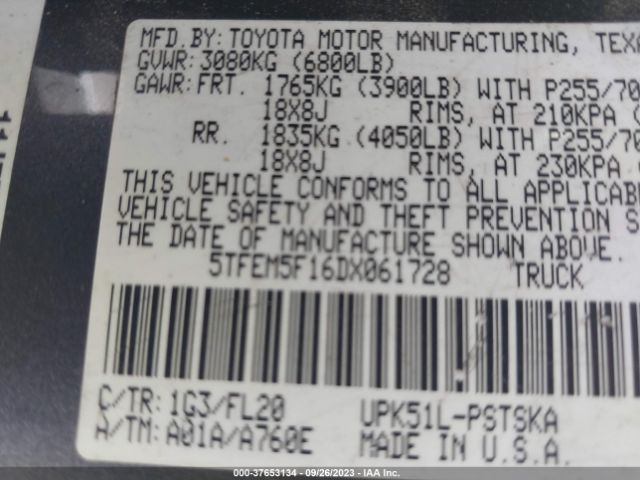 MFD.BY:TOYOTA MOTOR MANUFACTURING, TEXA
GVWR:3080KG (6800LB)
GAWR:FRT. 1765KG (3900LB) WITH P255/70
18X8J RIMS, AT 210KPA
RR. 1835KG (4050LB) WITH P255/70
18X8J RIMS, AT 230KPA
THIS VEHICLE CONFORMS TO ALL APPLICAB
VEHICLE SAFETY AND THEFT PREVENTION S
THE DATE OF MANUFACTURE SHOWN ABOVE.
5TFEM5F16DX061728 TRUCK
C/TR: 1G3/FL20 UPK51L-PSTSKA
A/TM: A01A/A760E MADE IN U.S.A.
000-37653134 - 09/26/2023 - IAAI.COM